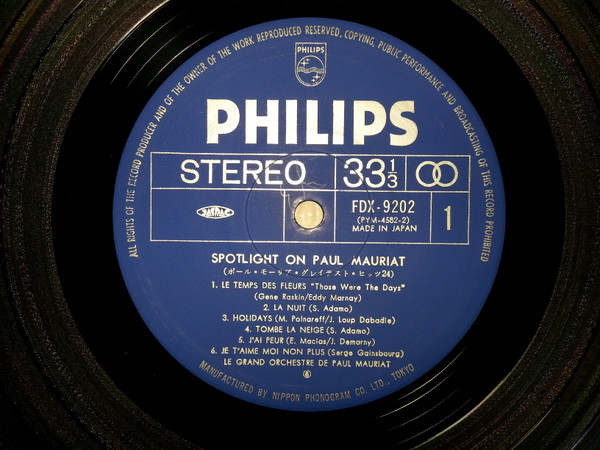 ALL RIGHTS OF THE RECORD PRODUCER AND OF THE OWNER OF THE WORK REPRODUCED RESERVED, COPYING, PUBLIC PERFORMANCE AND BROADCASTING OF THIS RECORD PROHIBITED
PHILIPS
PHILIPS
STEREO 33 1/3
FDX-9202
(PYM-4582-2)
MADE IN JAPAN
1
SPOTLIGHT ON PAUL MAURIAT
(ポール・モーリア・グレイテスト・ヒッツ24)
1. LE TEMPS DES FLEURS "Those Were The Days"
(Gene Raskin/Eddy Marnay)
2. LA NUIT (S. Adamo)
3. HOLIDAYS (M. Polnareff/J. Loup Dabadie)
4. TOMBE LA NEIGE (S. Adamo)
5. J'AI PEUR (E. Macias/J. Demarny)
6. JE T'AIME MOI NON PLUS (Serge Gainsbourg)
LE GRAND ORCHESTRE DE PAUL MAURIAT
MANUFACTURED BY NIPPON PHONOGRAM CO., LTD., TOKYO